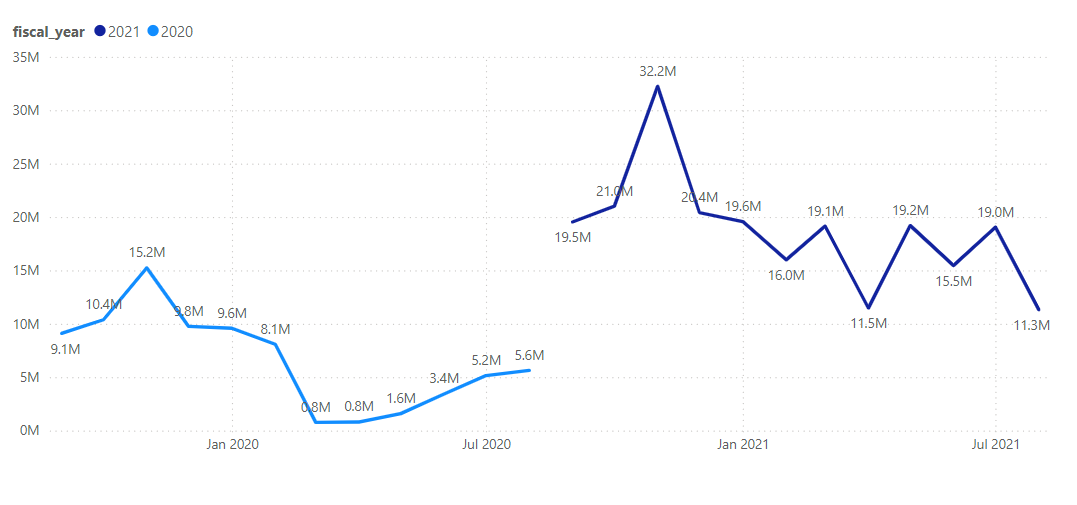 fiscal_year 2021 2020
35M
32.2M
30M
25M
21.0M 20.4M 19.6M 19.1M 19.2M 19.0M
20M
19.5M
15.2M
16.0M 15.5M
15M
10.4M 9.8M 9.6M 8.1M
11.5M 11.3M
10M
9.1M
5.2M 5.6M
5M
3.4M
0.8M 0.8M 1.6M
0M
Jan 2020 Jul 2020 Jan 2021 Jul 2021